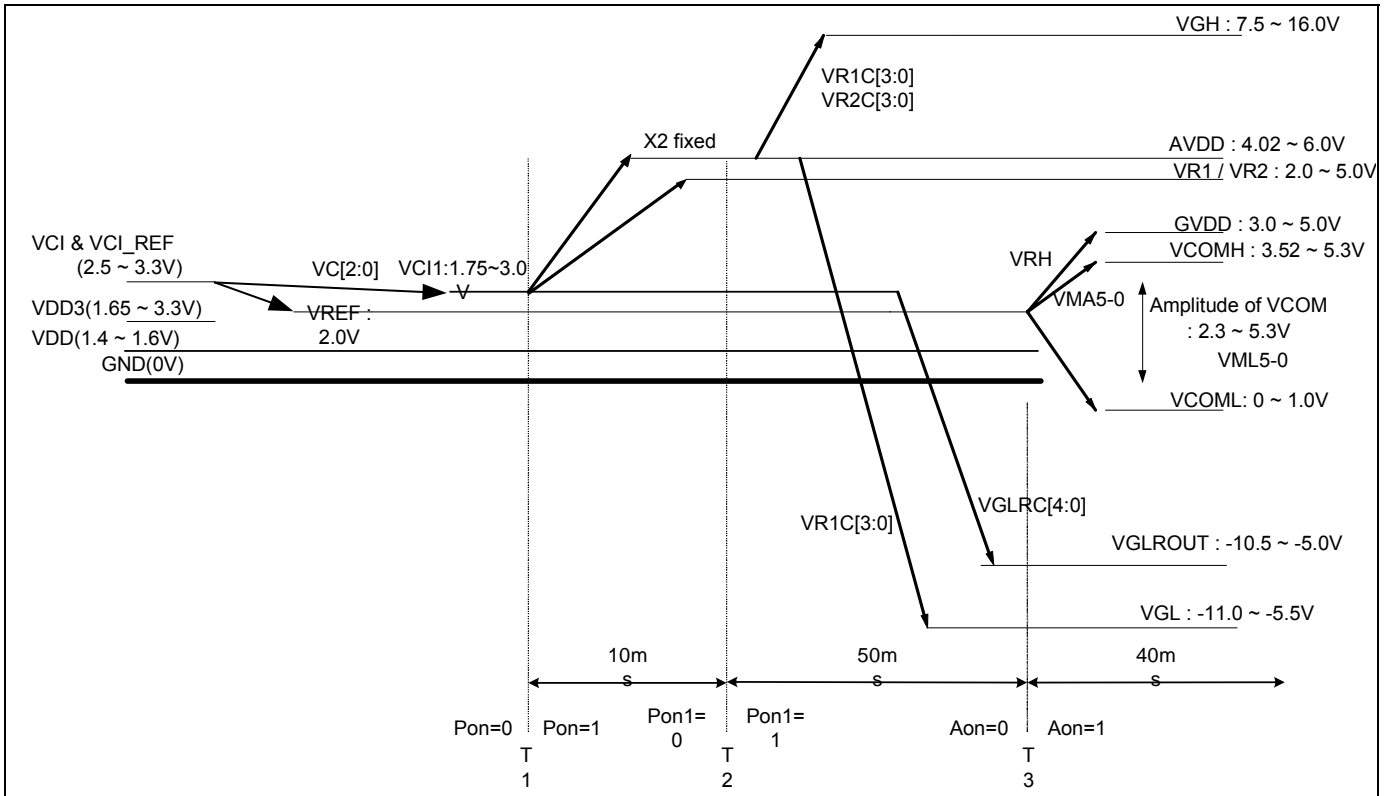 VGH : 7.5 ~ 16.0V
VR1C[3:0]
VR2C[3:0]
X2 fixed
AVDD : 4.02 ~ 6.0V
VR1 / VR2 : 2.0 ~ 5.0V
VCI & VCI_REF
(2.5 ~ 3.3V)
VC[2:0]
VCI1:1.75~3.0
V
GVDD : 3.0 ~ 5.0V
VRH
VCOMH : 3.52 ~ 5.3V
VMA5-0
VDD3(1.65 ~ 3.3V)
VREF :
2.0V
Amplitude of VCOM
: 2.3 ~ 5.3V
VML5-0
VDD(1.4 ~ 1.6V)
GND(0V)
VCOML: 0 ~ 1.0V
VR1C[3:0]
VGLRC[4:0]
VGLROUT : -10.5 ~ -5.0V
VGL : -11.0 ~ -5.5V
10m
s
50m
s
40m
s
Pon=0
Pon=1
Pon1=
0
Pon1=
1
Aon=0
Aon=1
T
1
T
2
T
3